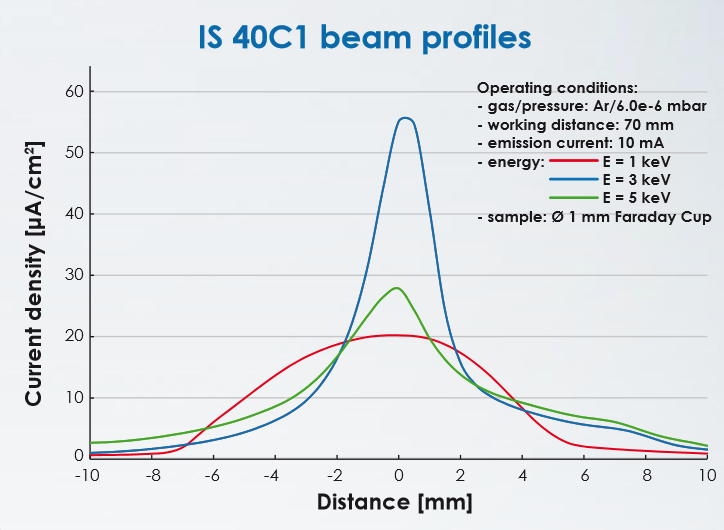 IS 40C1 beam profiles
Operating conditions:
- gas/pressure: Ar/6.0e-6 mbar
- working distance: 70 mm
- emission current: 10 mA
- energy: E = 1 keV
E = 3 keV
E = 5 keV
- sample: Ø 1 mm Faraday Cup
Current density [µA/cm²]
60
50
40
30
20
10
0
-10 -8 -6 -4 -2 0 2 4 6 8 10
Distance [mm]